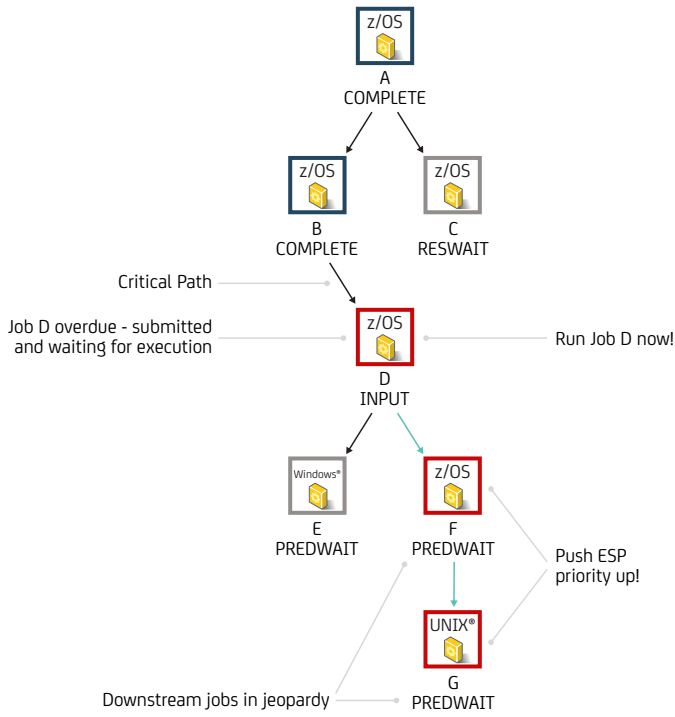 z/OS
A
COMPLETE
z/OS
z/OS
B
COMPLETE
C
RESWAIT
Critical Path
Job D overdue - submitted
and waiting for execution
z/OS
Run Job D now!
D
INPUT
Windows®
z/OS
E
PREDWAIT
F
PREDWAIT
Push ESP
priority up!
UNIX®
G
PREDWAIT
Downstream jobs in jeopardy